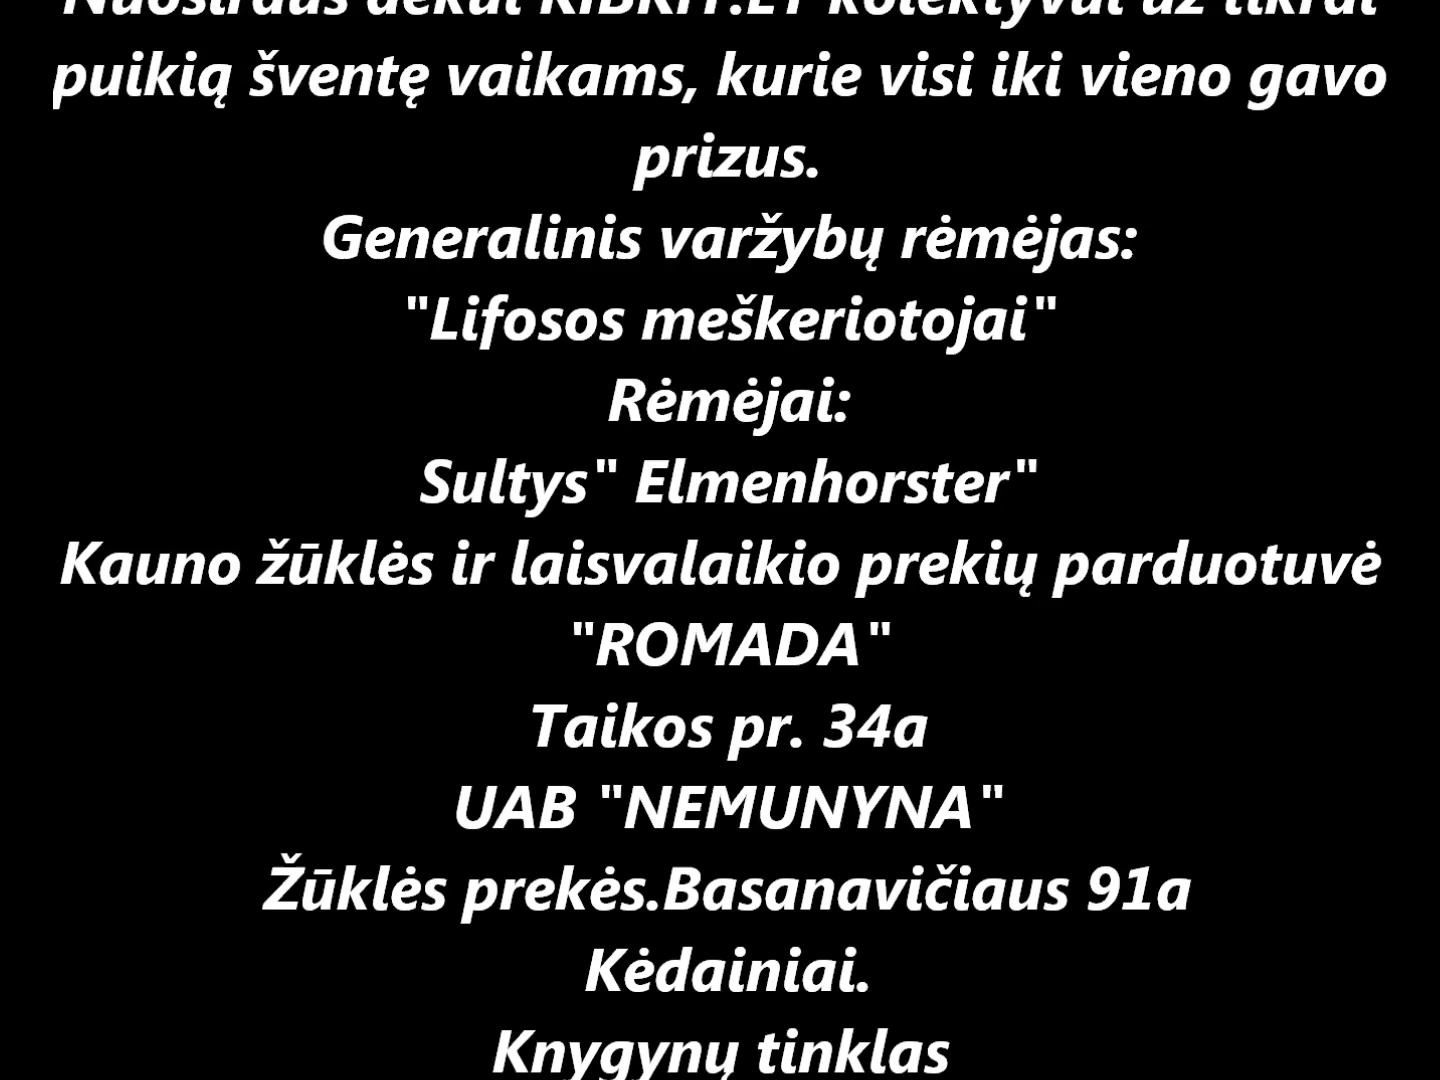 puikią šventę vaikams, kurie visi iki vieno gavo
prizus.
Generalinis varžybų rėmėjas:
"Lifosos meškeriotojai"
Rėmėjai:
Sultys" Elmenhorster"
Kauno žūklės ir laisvalaikio prekių parduotuvė
"ROMADA"
Taikos pr. 34a
UAB "NEMUNYNA"
Žūklės prekės.Basanavičiaus 91a
Kėdainiai.
Knygynų tinklas